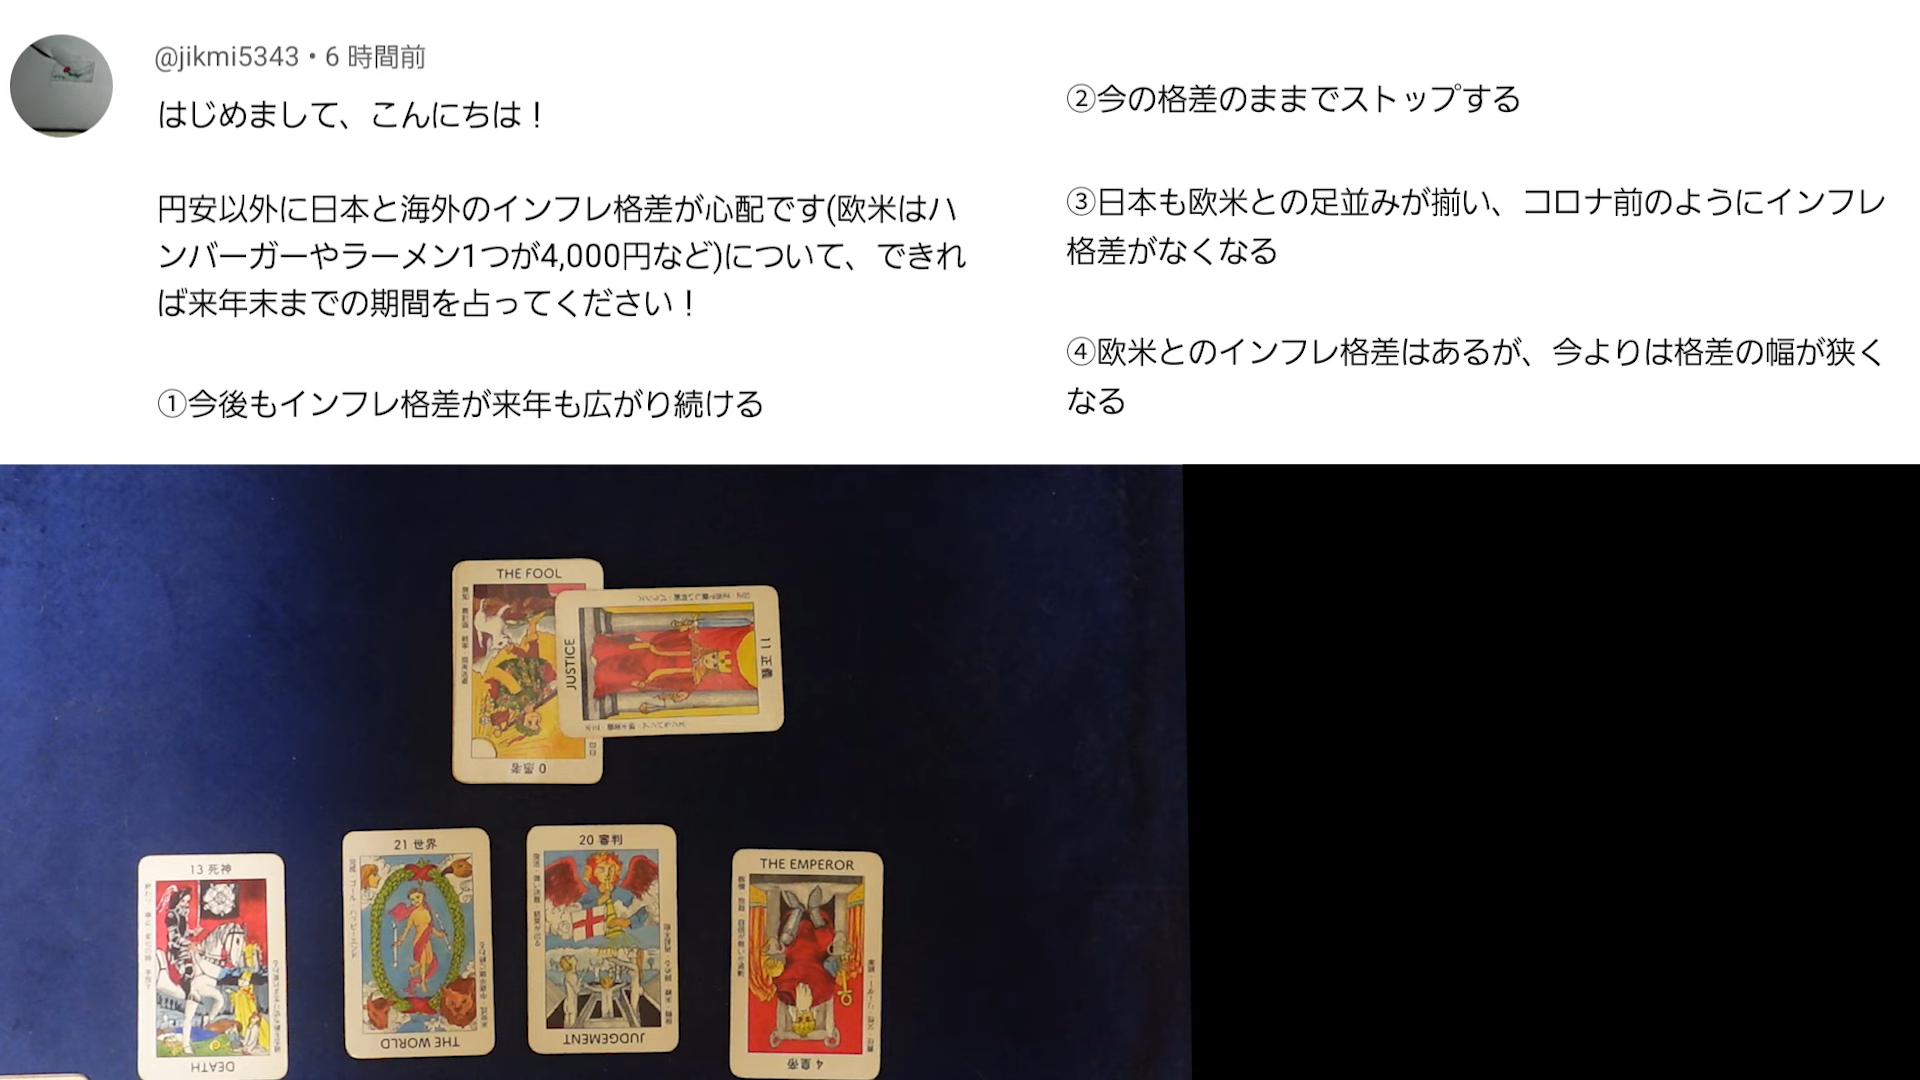 @jikmi5343・6 時間前
はじめまして、こんにちは！
円安以外に日本と海外のインフレ格差が心配です(欧米はハ
ンバーガーやラーメン1つが4,000円など)について、できれ
ば来年末までの期間を占ってください！
①今後もインフレ格差が来年も広がり続ける
②今の格差のままでストップする
③日本も欧米との足並みが揃い、コロナ前のようにインフレ
格差がなくなる
④欧米とのインフレ格差はあるが、今よりは格差の幅が狭く
なる
THE FOOL
0 愚者
JUSTICE
11 正義
13 死神
DEATH
21 世界
THE WORLD
20 審判
JUDGEMENT
THE EMPEROR
4 皇帝